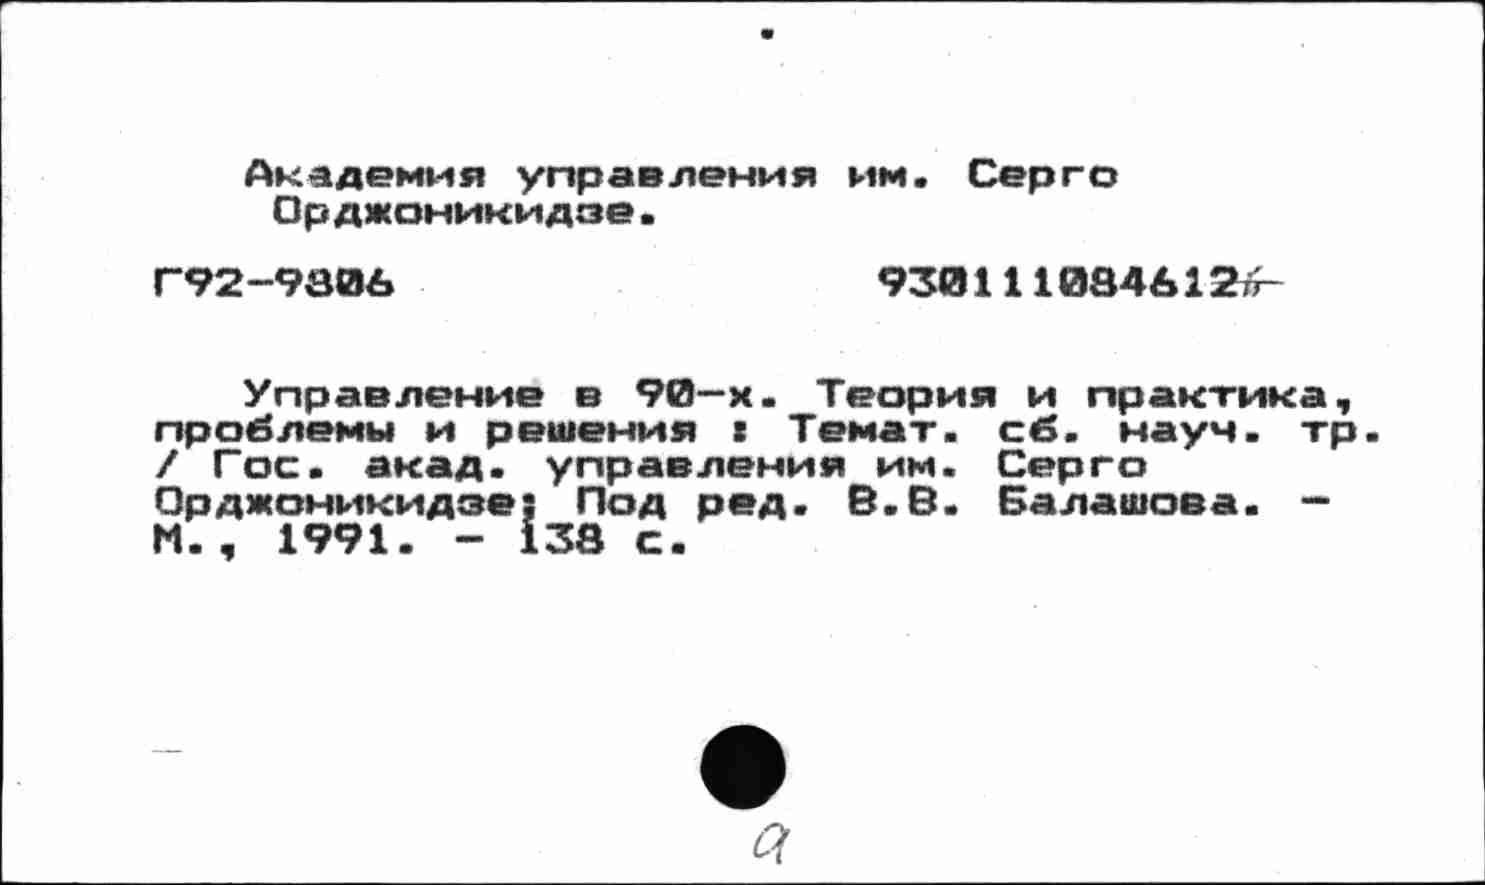 Академия управления им. Серго
Орджоникидзе.
Г92-9806 930111084612
Управление в 90-х. Теория и практика,
проблемы и решения : Темат. сб. науч. тр.
/ Гос. акад. управления им. Серго
Орджоникидзе; Под ред. В.В. Балашова. -
М., 1991. - 138 с.
а